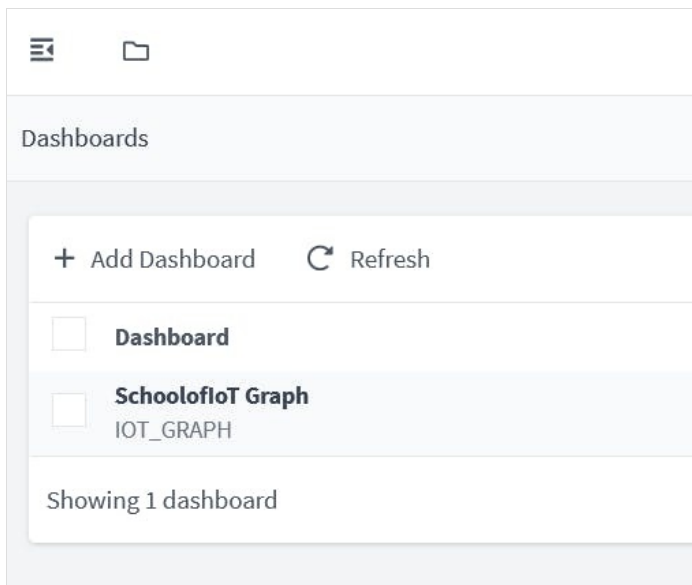 Dashboards
+ Add Dashboard Refresh
Dashboard
SchoolofIoT Graph
IOT_GRAPH
Showing 1 dashboard